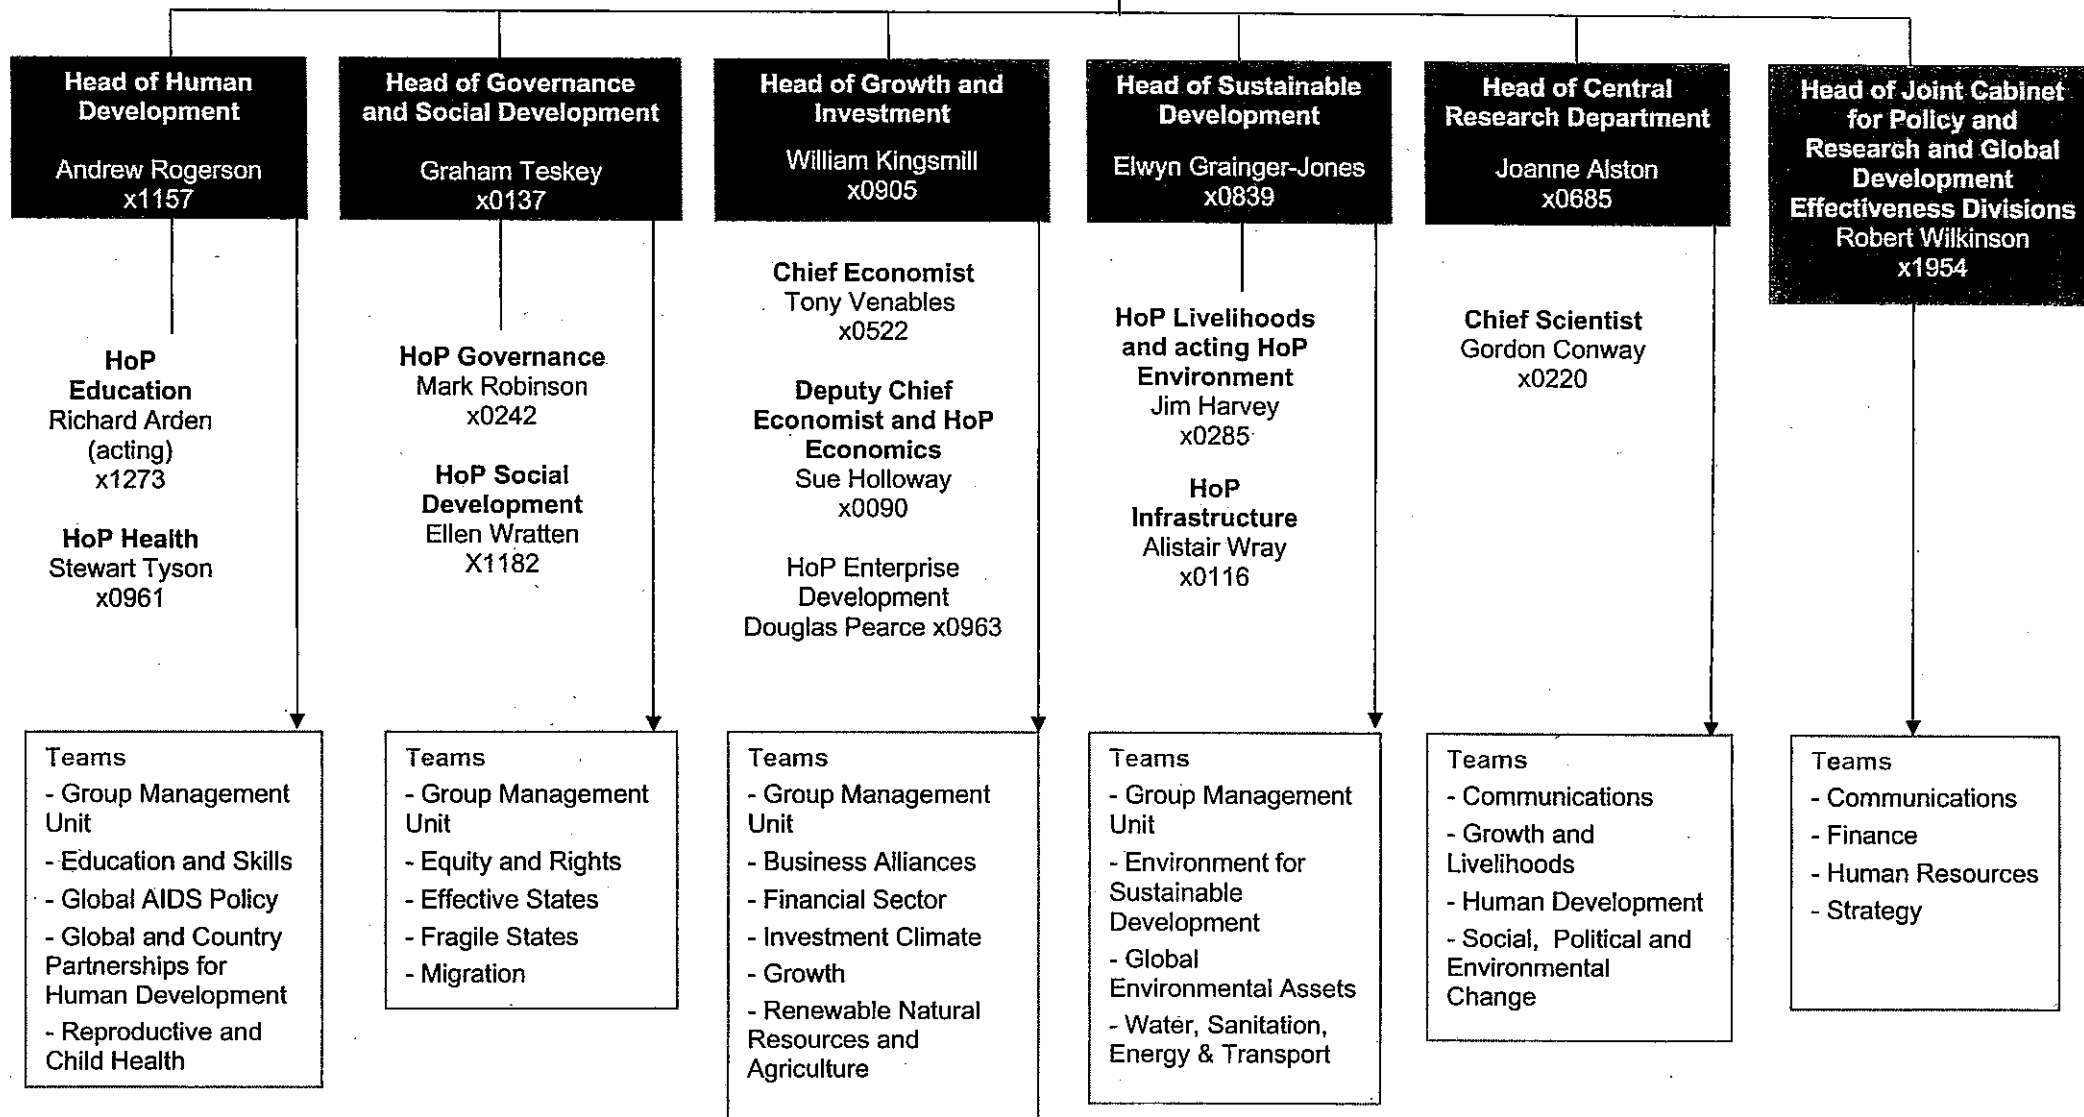 Head of Human
Development
Andrew Rogerson
x1157
HoP
Education
Richard Arden
(acting)
x1273
HoP Health
Stewart Tyson
x0961
Teams
- Group Management
Unit
- Education and Skills
- Global AIDS Policy
- Global and Country
Partnerships for
Human Development
- Reproductive and
Child Health
Head of Governance
and Social Development
Graham Teskey
x0137
HoP Governance
Mark Robinson
x0242
HoP Social
Development
Ellen Wratten
X1182
Teams
- Group Management
Unit
- Equity and Rights
- Effective States
- Fragile States
- Migration
Head of Growth and
Investment
William Kingsmill
x0905
Chief Economist
Tony Venables
x0522
Deputy Chief
Economist and HoP
Economics
Sue Holloway
x0090
HoP Enterprise
Development
Douglas Pearce x0963
Teams
- Group Management
Unit
- Business Alliances
- Financial Sector
- Investment Climate
- Growth
- Renewable Natural
Resources and
Agriculture
Head of Sustainable
Development
Elwyn Grainger-Jones
x0839
HoP Livelihoods
and acting HoP
Environment
Jim Harvey
x0285
HoP
Infrastructure
Alistair Wray
x0116
Teams
- Group Management
Unit
- Environment for
Sustainable
Development
- Global
Environmental Assets
- Water, Sanitation,
Energy & Transport
Head of Central
Research Department
Joanne Alston
x0685
Chief Scientist
Gordon Conway
x0220
Teams
- Communications
- Growth and
Livelihoods
- Human Development
- Social, Political and
Environmental
Change
Head of Joint Cabinet
for Policy and
Research and Global
Development
Effectiveness Divisions
Robert Wilkinson
x1954
Teams
- Communications
- Finance
- Human Resources
- Strategy